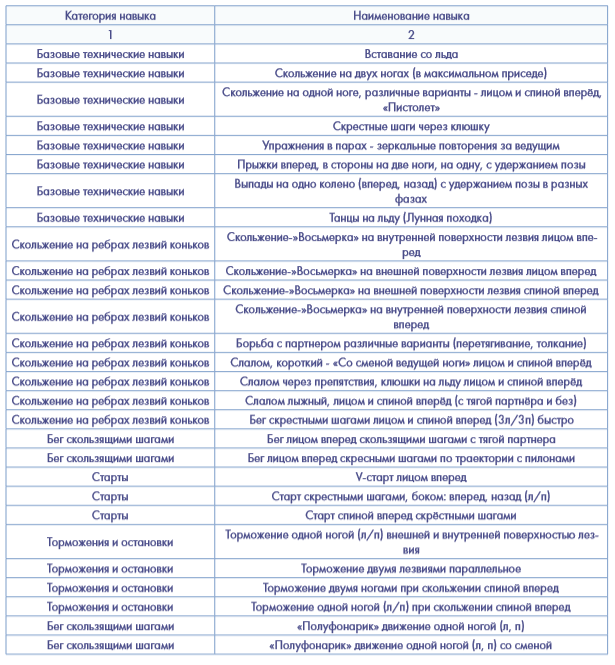 Категория навыка Наименование навыка
1 2
Базовые технические навыки Вставание со льда
Базовые технические навыки Скольжение на двух ногах (в максимальном приседе)
Базовые технические навыки Скольжение на одной ноге, различные варианты - лицом и спиной вперёд,
«Пистолет»
Базовые технические навыки Скрестные шаги через клюшку
Базовые технические навыки Упражнения в парах - зеркальные повторения за ведущим
Базовые технические навыки Прыжки вперед, в стороны на две ноги, на одну, с удержанием позы
Базовые технические навыки Выпады на одно колено (вперед, назад) с удержанием позы в разных
фазах
Базовые технические навыки Танцы на льду (Лунная походка)
Скольжение на ребрах лезвий коньков Скольжение-»Восьмерка» на внутренней поверхности лезвия лицом впе-
ред
Скольжение на ребрах лезвий коньков Скольжение-»Восьмерка» на внешней поверхности лезвия лицом вперед
Скольжение на ребрах лезвий коньков Скольжение-»Восьмерка» на внешней поверхности лезвия спиной вперед
Скольжение на ребрах лезвий коньков Скольжение-»Восьмерка» на внутренней поверхности лезвия спиной
вперед
Скольжение на ребрах лезвий коньков Борьба с партнером различные варианты (перетягивание, толкание)
Скольжение на ребрах лезвий коньков Слалом, короткий - «Со сменой ведущей ноги» лицом и спиной вперёд
Скольжение на ребрах лезвий коньков Слалом через препятствия, клюшки на льду лицом и спиной вперёд
Скольжение на ребрах лезвий коньков Слалом лыжный, лицом и спиной вперёд (с тягой партнёра и без)
Скольжение на ребрах лезвий коньков Бег скрестными шагами лицом и спиной вперед (3л/3п) быстро
Бег скользящими шагами Бег лицом вперед скользящими шагами с тягой партнера
Бег скользящими шагами Бег лицом вперед скресными шагами по траектории с пилонами
Старты V-старт лицом вперед
Старты Старт скрестными шагами, боком: вперед, назад (л/п)
Старты Старт спиной вперед скрёстными шагами
Торможения и остановки Торможение одной ногой (л/п) внешней и внутренней поверхностью лез-
вия
Торможения и остановки Торможение двумя лезвиями параллельное
Торможения и остановки Торможение двумя ногами при скольжении спиной вперед
Торможения и остановки Торможение одной ногой (л/п) при скольжении спиной вперед
Бег скользящими шагами «Полуфонарик» движение одной ногой (л, п)
Бег скользящими шагами «Полуфонарик» движение одной ногой (л, п) со сменой